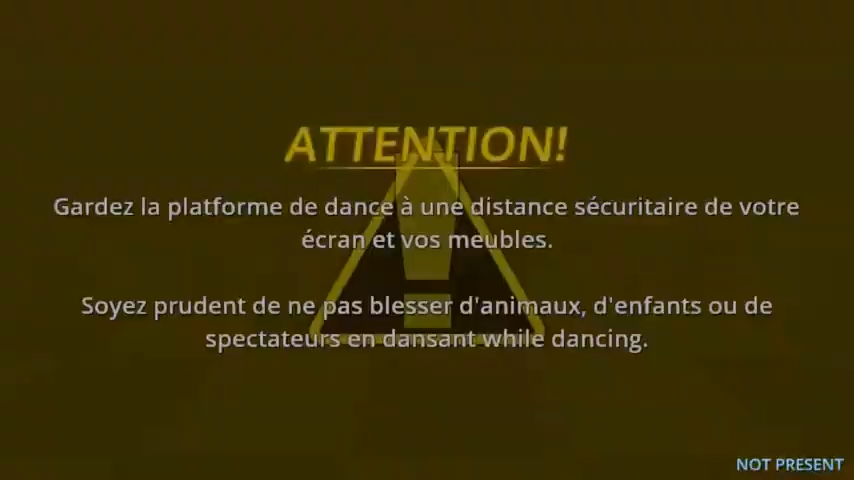 ATTENTION!
Gardez la platforme de dance à une distance sécuritaire de votre
écran et vos meubles.
Soyez prudent de ne pas blesser d'animaux, d'enfants ou de
spectateurs en dansant while dancing.
NOT PRESENT